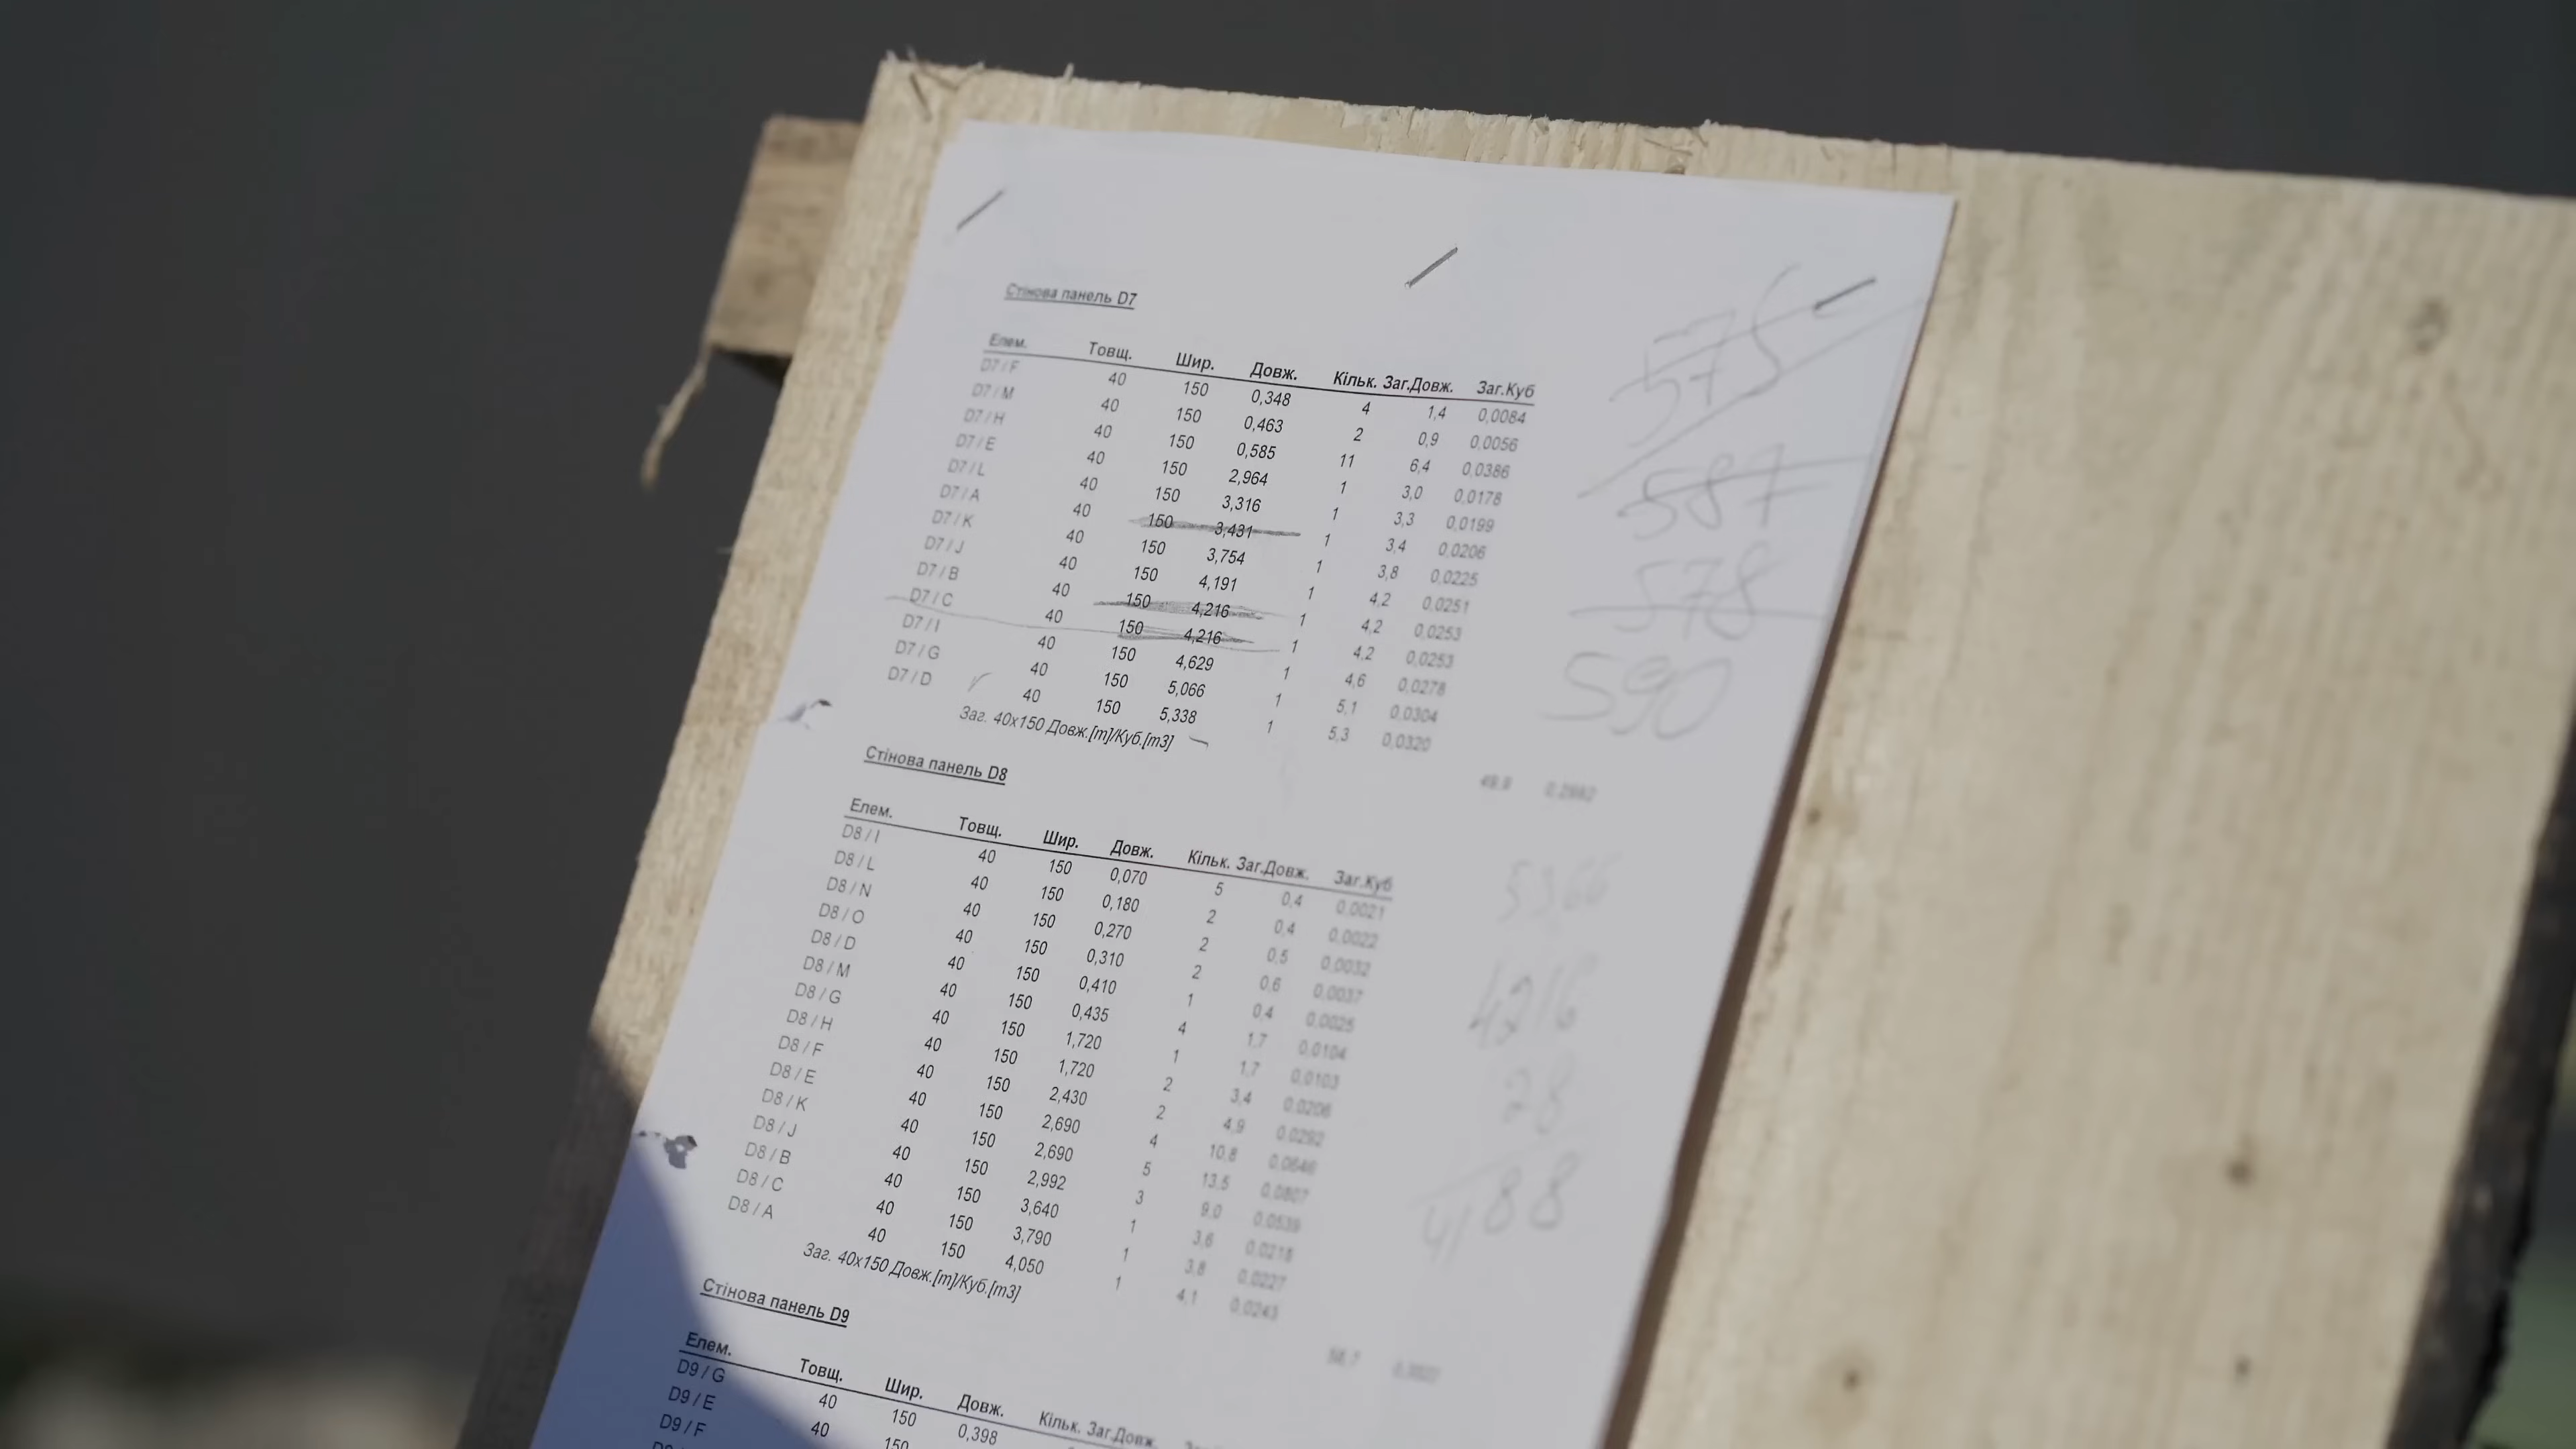 Стінова панель D7
Елем. Товщ. Шир. Довж. Кільк. Заг.Довж. Заг.Куб
D7 / F 40 150 0,348 4 1,4 0,0084
D7 / M 40 150 0,463 2 0,9 0,0056
D7 / H 40 150 0,585 11 6,4 0,0386
D7 / E 40 150 2,964 1 3,0 0,0178
D7 / L 40 150 3,316 1 3,3 0,0199
D7 / A 40 150 3,431 1 3,4 0,0206
D7 / K 40 150 3,754 1 3,8 0,0225
D7 / J 40 150 4,191 1 4,2 0,0251
D7 / B 40 150 4,216 1 4,2 0,0253
D7 / C 40 150 4,216 1 4,2 0,0253
D7 / I 40 150 4,629 1 4,6 0,0278
D7 / G 40 150 5,066 1 5,1 0,0304
D7 / D 40 150 5,338 1 5,3 0,0320
Заг. 40x150 Довж.[m]/Куб.[m3] 49,9
575
587
578
590
Стінова панель D8
Елем. Товщ. Шир. Довж. Кільк. Заг.Довж. Заг.Куб
D8 / I 40 150 0,070 5 0,4 0,0021
D8 / L 40 150 0,180 2 0,4 0,0022
D8 / N 40 150 0,270 2 0,5 0,0032
D8 / O 40 150 0,310 2 0,6 0,0037
D8 / D 40 150 0,410 1 0,4 0,0025
D8 / M 40 150 0,435 4 1,7 0,0104
D8 / G 40 150 1,720 1 1,7 0,0103
D8 / H 40 150 1,720 2 3,4 0,0206
D8 / F 40 150 2,430 2 4,9 0,0292
D8 / E 40 150 2,690 4 10,8 0,0646
D8 / K 40 150 2,690 5 13,5 0,0807
D8 / J 40 150 2,992 3 9,0 0,0539
D8 / B 40 150 3,640 1 3,6 0,0218
D8 / C 40 150 3,790 1 3,8 0,0227
D8 / A 40 150 4,050 1 4,1 0,0243
Заг. 40x150 Довж.[m]/Куб.[m3]
4216
28
4188
Стінова панель D9
Елем. Товщ. Шир. Довж. Кільк. Заг.Довж.
D9 / G 40 150 0,398
D9 / E 40 150
D9 / F